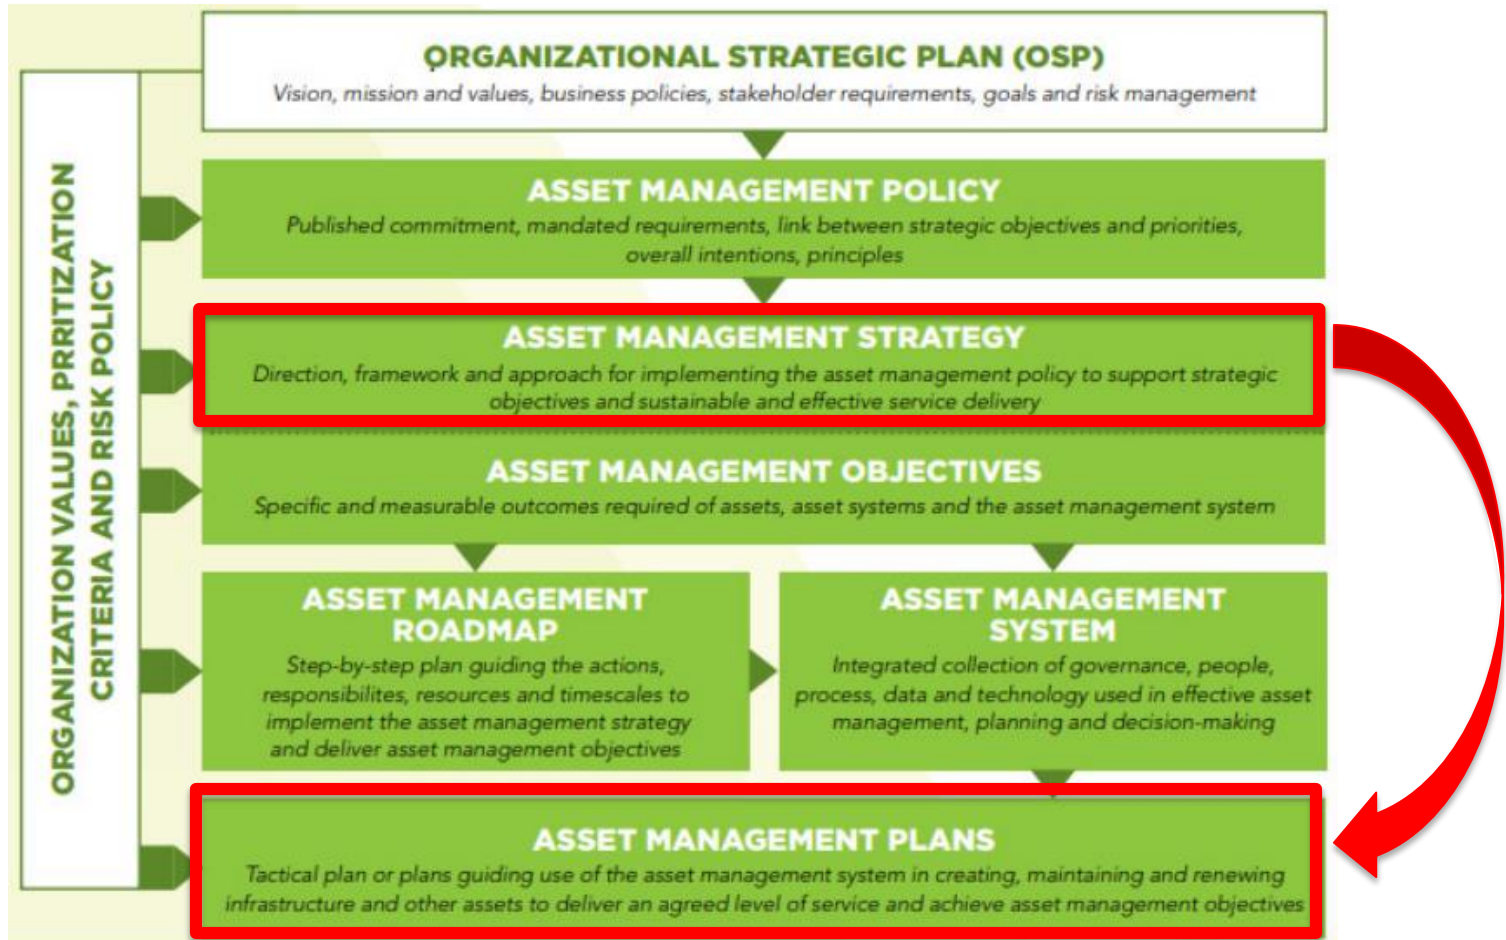 ORGANIZATIONAL STRATEGIC PLAN (OSP)
Vision, mission and values, business policies, stakeholder requirements, goals and risk management
ORGANIZATION VALUES, PRRITIZATION
CRITERIA AND RISK POLICY
ASSET MANAGEMENT POLICY
Published commitment, mandated requirements, link between strategic objectives and priorities,
overall intentions, principles
ASSET MANAGEMENT STRATEGY
Direction, framework and approach for implementing the asset management policy to support strategic
objectives and sustainable and effective service delivery
ASSET MANAGEMENT OBJECTIVES
Specific and measurable outcomes required of assets, asset systems and the asset management system
ASSET MANAGEMENT
ROADMAP
Step-by-step plan guiding the actions,
responsibilites, resources and timescales to
implement the asset management strategy
and deliver asset management objectives
ASSET MANAGEMENT
SYSTEM
Integrated collection of governance, people,
process, data and technology used in effective asset
management, planning and decision-making
ASSET MANAGEMENT PLANS
Tactical plan or plans guiding use of the asset management system in creating, maintaining and renewing
infrastructure and other assets to deliver an agreed level of service and achieve asset management objectives